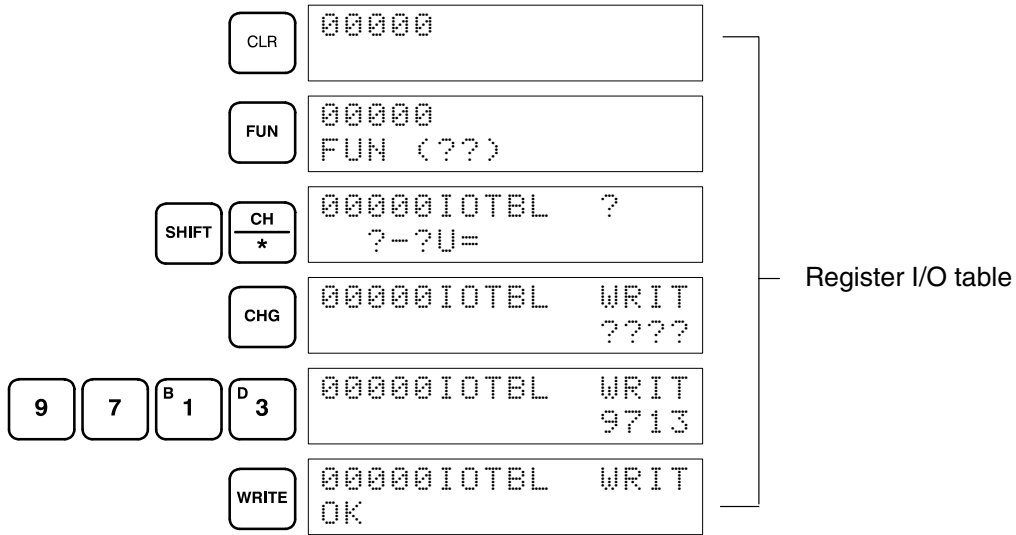 CLR 00000
FUN 00000
FUN (??)
SHIFT CH 00000IOTBL ?
* ?-?U=
Register I/O table
CHG 00000IOTBL WRIT
????
9 7 B 1 D 3 00000IOTBL WRIT
9713
WRITE 00000IOTBL WRIT
OK